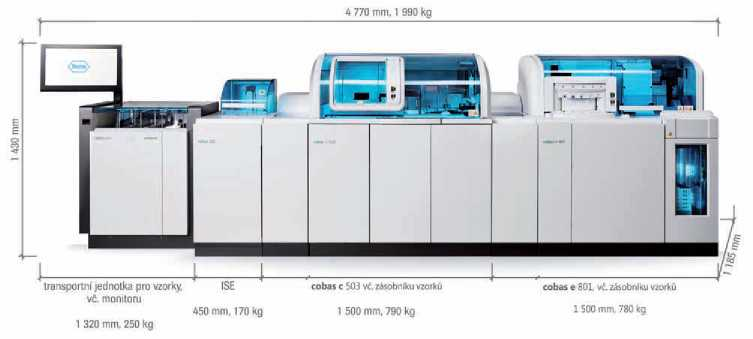 4 770 mm, 1 990 kg
Roche
1 430 mm
1 185 mm
transportní jednotka pro vzorky,
vč. monitoru
1 320 mm, 250 kg
ISE
450 mm, 170 kg
cobas c 503 vč. zásobníku vzorků
1 500 mm, 790 kg
cobas e 801, vč. zásobníku vzorků
1 500 mm, 780 kg